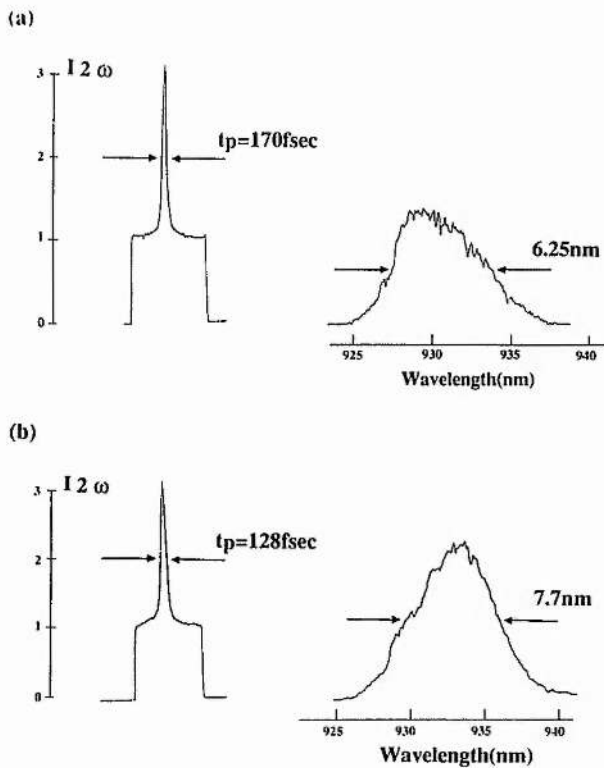 (a)
I 2 ω
3
2
1
0
tp=170fsec
6.25nm
925 930 935 940
Wavelength(nm)
(b)
I 2 ω
3
2
1
0
tp=128fsec
7.7nm
925 930 935 940
Wavelength(nm)